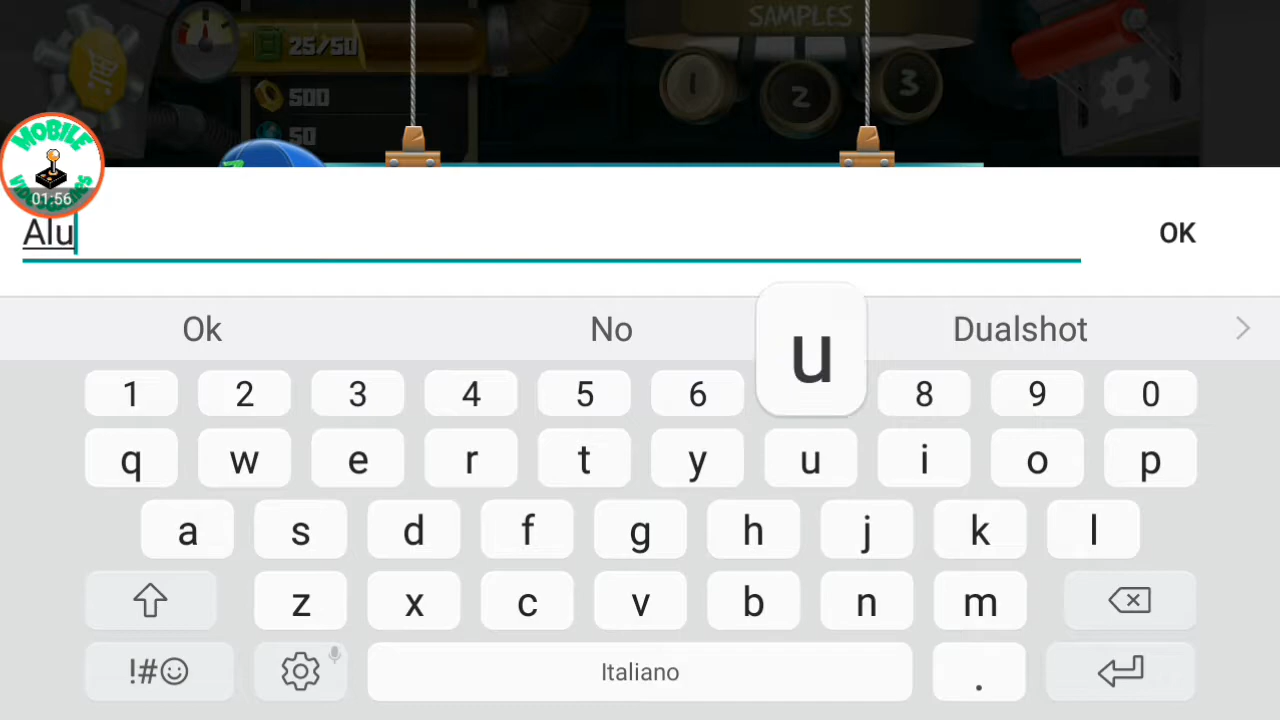 SAMPLES
25/50
500
50
1
2
3
MOBILE
VIDEOGAMES
01:56
Alu
OK
Ok
No
Dualshot
u
1 2 3 4 5 6 8 9 0
q w e r t y u i o p
a s d f g h j k l
z x c v b n m
!#☺
Italiano
.